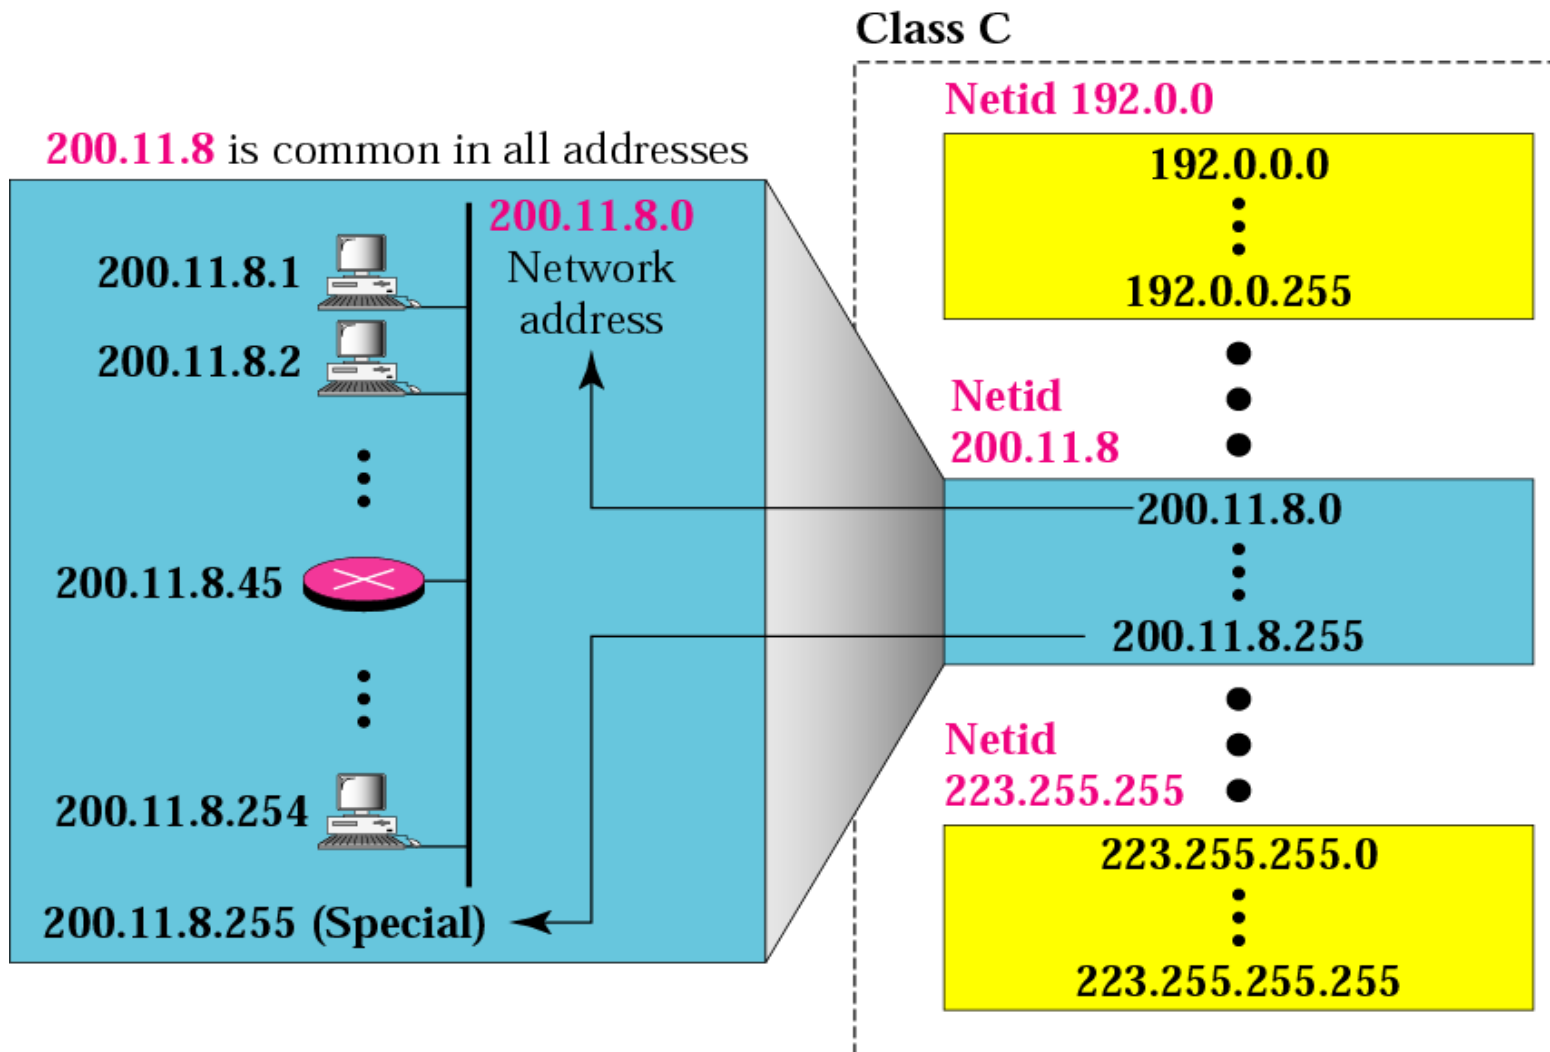 Class C
Netid 192.0.0
192.0.0.0
192.0.0.255
Netid
200.11.8
200.11.8.0
200.11.8.255
Netid
223.255.255
223.255.255.0
223.255.255.255
200.11.8 is common in all addresses
200.11.8.0
Network
address
200.11.8.1
200.11.8.2
200.11.8.45
200.11.8.254
200.11.8.255 (Special)